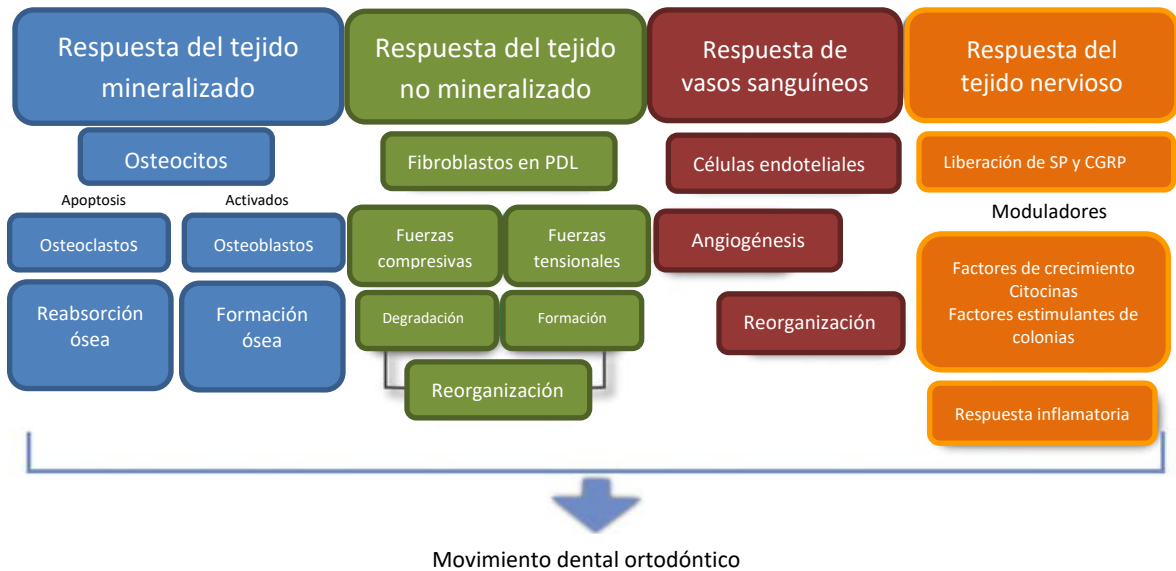 Respuesta del tejido
mineralizado
Osteocitos
Apoptosis
Activados
Osteoclastos
Osteoblastos
Reabsorción
ósea
Formación
ósea
Respuesta del tejido
no mineralizado
Fibroblastos en PDL
Fuerzas
compresivas
Fuerzas
tensionales
Degradación
Formación
Reorganización
Respuesta de
vasos sanguíneos
Células endoteliales
Angiogénesis
Reorganización
Respuesta del
tejido nervioso
Liberación de SP y CGRP
Moduladores
Factores de crecimiento
Citocinas
Factores estimulantes de
colonias
Respuesta inflamatoria
Movimiento dental ortodóntico